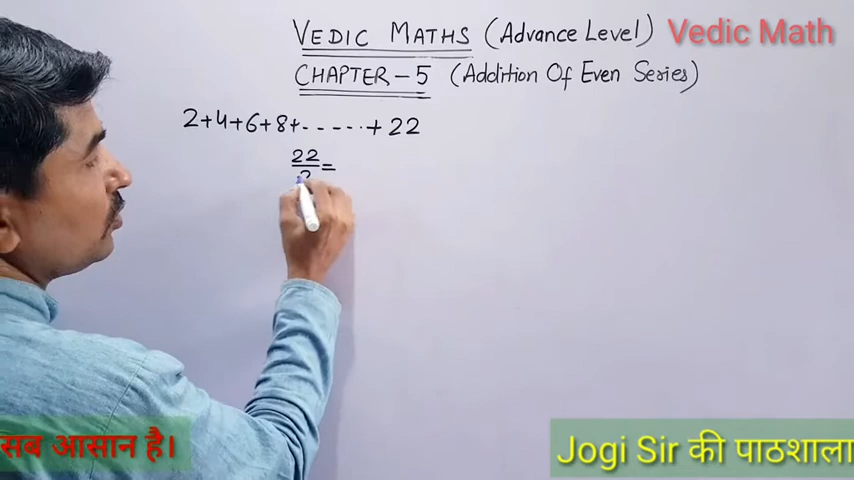 VEDIC MATHS (Advance Level) Vedic Math
CHAPTER-5 (Addition Of Even Series)
2+4+6+8+------+22
22/2=
सब आसान है।
Jogi Sir की पाठशाला